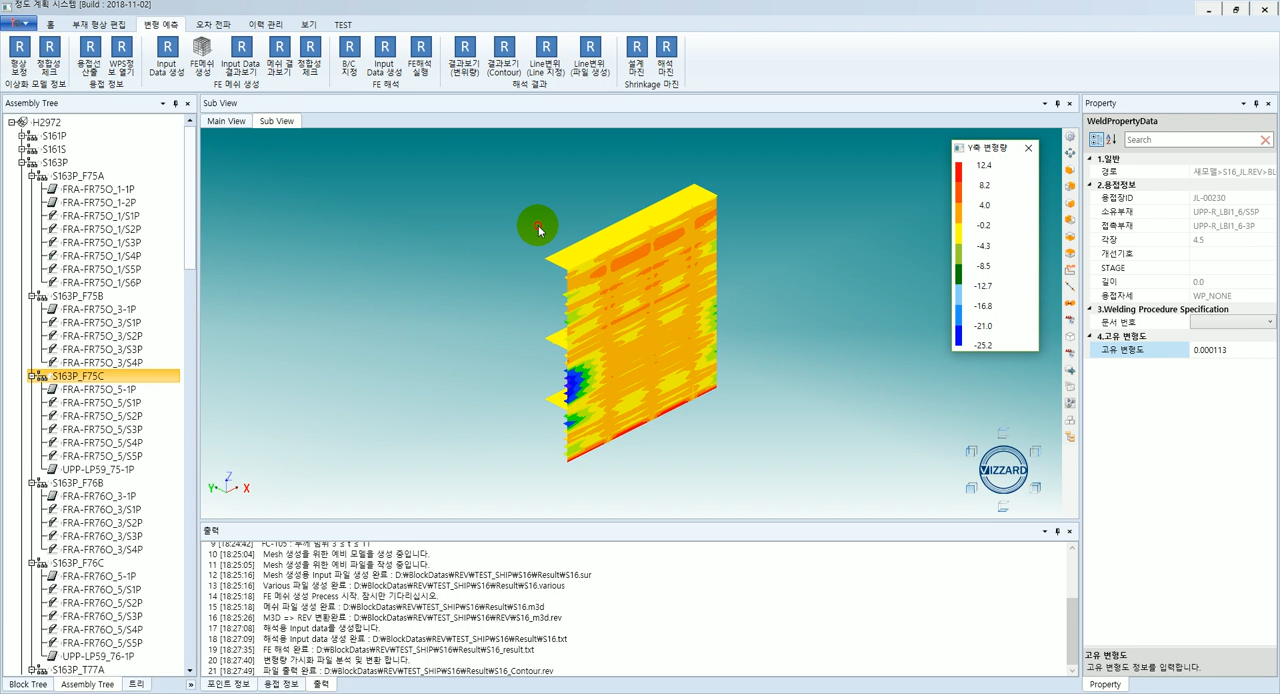 정도 계획 시스템 [Build : 2018-11-02]
홈 부재 형상 편집 변형 예측 오차 전파 이력 관리 보기 TEST
형상 보정
정합성 체크
용접선 산출
WPS정보 열기
Input Data 생성
FE메쉬 생성
Input Data 결과보기
메쉬 결과보기
정합성 체크
B/C 지정
Input Data 생성
FE해석 실행
결과보기 (변위량)
결과보기 (Contour)
Line변위 (Line 지정)
Line변위 (파일 생성)
설계 마진
해석 마진
이상화 모델 정보 용접 정보 FE 메쉬 생성 FE 해석 해석 결과 Shrinkage 마진
Assembly Tree
H2972
S161P
S161S
S163P
S163P_F75A
FRA-FR75O_1-1P
FRA-FR75O_1-2P
FRA-FR75O_1/S1P
FRA-FR75O_1/S2P
FRA-FR75O_1/S3P
FRA-FR75O_1/S4P
FRA-FR75O_1/S5P
FRA-FR75O_1/S6P
S163P_F75B
FRA-FR75O_3-1P
FRA-FR75O_3/S1P
FRA-FR75O_3/S2P
FRA-FR75O_3/S3P
FRA-FR75O_3/S4P
S163P_F75C
FRA-FR75O_5-1P
FRA-FR75O_5/S1P
FRA-FR75O_5/S2P
FRA-FR75O_5/S3P
FRA-FR75O_5/S4P
FRA-FR75O_5/S5P
UPP-LP59_75-1P
S163P_F76B
FRA-FR76O_3-1P
FRA-FR76O_3/S1P
FRA-FR76O_3/S2P
FRA-FR76O_3/S3P
FRA-FR76O_3/S4P
S163P_F76C
FRA-FR76O_5-1P
FRA-FR76O_5/S1P
FRA-FR76O_5/S2P
FRA-FR76O_5/S3P
FRA-FR76O_5/S4P
FRA-FR76O_5/S5P
UPP-LP59_76-1P
S163P_T77A
Block Tree Assembly Tree 트리
Sub View
Main View Sub View
Y축 변형량
12.4
8.2
4.0
-0.2
-4.3
-8.5
-12.7
-16.8
-21.0
-25.2
Z
Y X
VIZZARD
출력
9 [18:24:42] FC-105 : 두께 범위 3 ≤ t ≤ 11
10 [18:25:04] Mesh 생성을 위한 예비 모델를 생성 중입니다.
11 [18:25:05] Mesh 생성을 위한 예비 파일을 작성 중입니다.
12 [18:25:16] Mesh 생성용 Input 파일 생성 완료 : D:₩BlockDatas₩REV₩TEST_SHIP₩S16₩Result₩S16.sur
13 [18:25:16] Various 파일 생성 완료 : D:₩BlockDatas₩REV₩TEST_SHIP₩S16₩Result₩S16.various
14 [18:25:18] FE 메쉬 생성 Precess 시작. 잠시만 기다리십시오.
15 [18:25:18] 메쉬 파일 생성 완료 : D:₩BlockDatas₩REV₩TEST_SHIP₩S16₩Result₩S16.m3d
16 [18:25:26] M3D => REV 변환완료 : D:₩BlockDatas₩REV₩TEST_SHIP₩S16₩REV₩S16_m3d.rev
17 [18:27:08] 해석용 Input data를 생성합니다.
18 [18:27:09] 해석용 Input data 생성 완료 : D:₩BlockDatas₩REV₩TEST_SHIP₩S16₩Result₩S16.txt
19 [18:27:35] FE 해석 완료 : D:₩BlockDatas₩REV₩TEST_SHIP₩S16₩Result₩S16_result.txt
20 [18:27:40] 변형량 가시화 파일 분석 및 변환 합니다.
21 [18:27:49] 파일 출력 완료 : D:₩BlockDatas₩REV₩TEST_SHIP₩S16₩Result₩S16_Contour.rev
포인트 정보 용접 정보 출력
Property
WeldPropertyData
Search
1.일반
경로 새모델>S16_JL.REV>BL
2.용접정보
용접장ID JL-00230
소유부재 UPP-R_LBI1_6/S5P
접촉부재 UPP-R_LBI1_6-3P
각장 4.5
개선기호
STAGE
길이 0.0
용접자세 WP_NONE
3.Welding Procedure Specification
문서 번호
4.고유 변형도
고유 변형도 0.000113
고유 변형도
고유 변형도 정보를 입력합니다.
Property